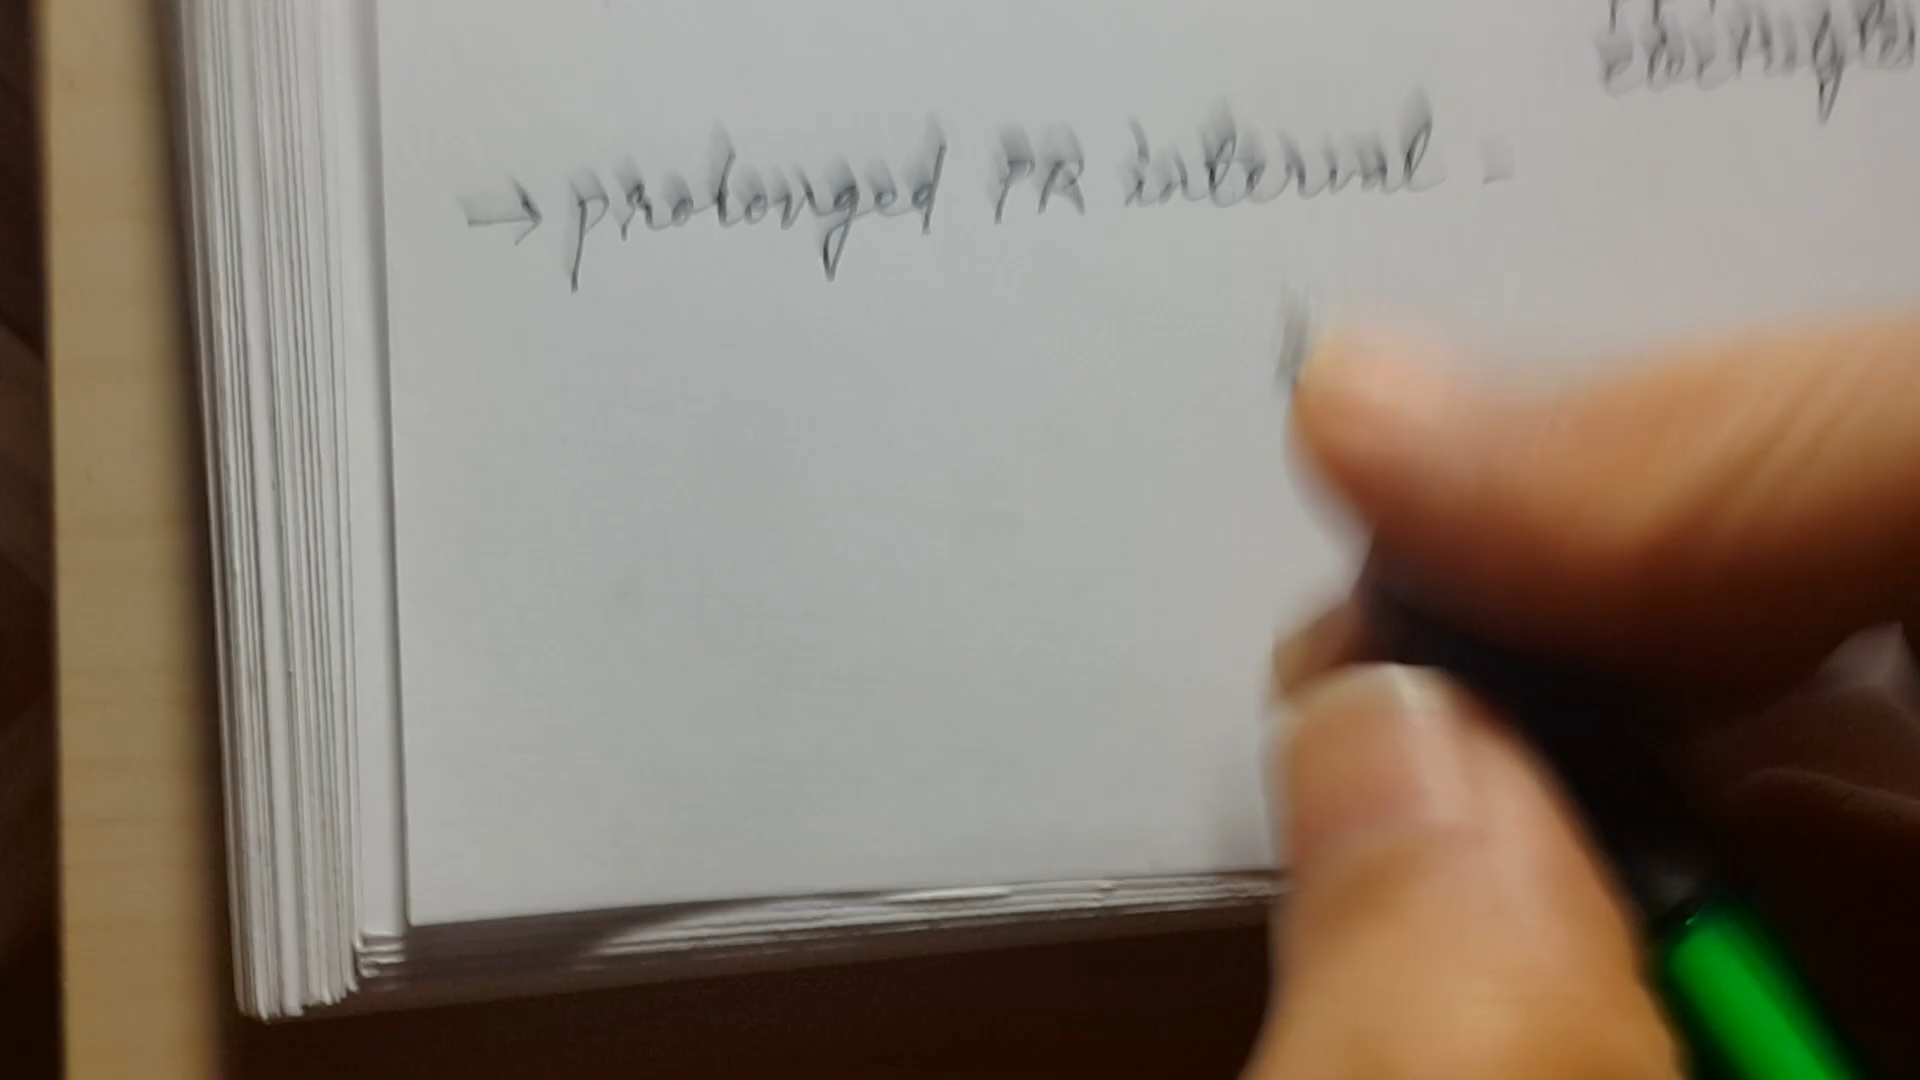 → prolonged PR interval -